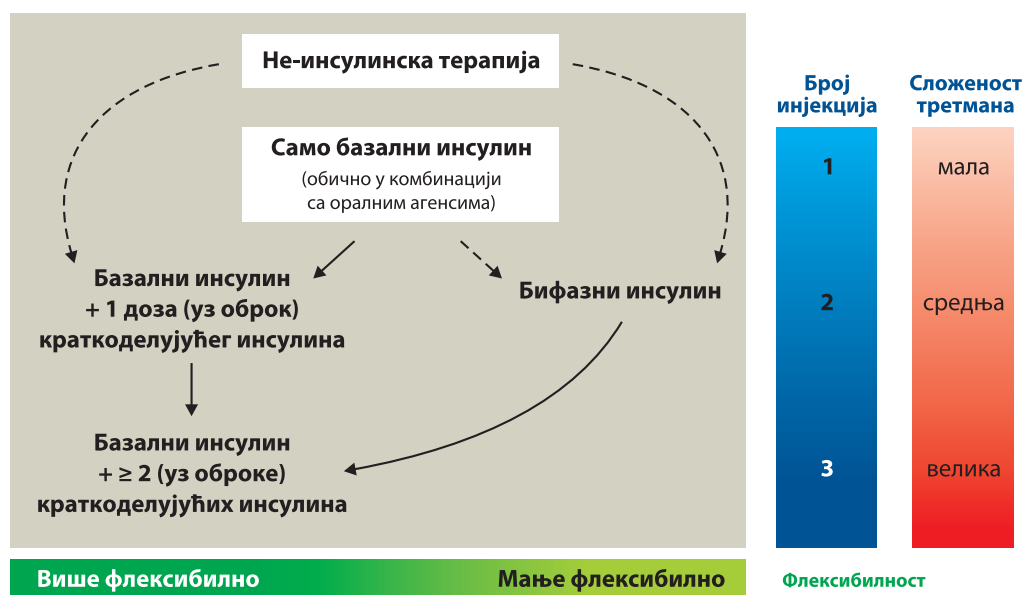 Не-инсулинска терапија
Само базални инсулин
(обично у комбинацији
са оралним агенсима)
Базални инсулин
+ 1 доза (уз оброк)
краткоделујућег инсулина
Бифазни инсулин
Базални инсулин
+ ≥ 2 (уз оброке)
краткоделујућих инсулина
Број
инјекција
1
2
3
Сложеност
третмана
мала
средња
велика
Више флексибилно
Мање флексибилно
Флексибилност